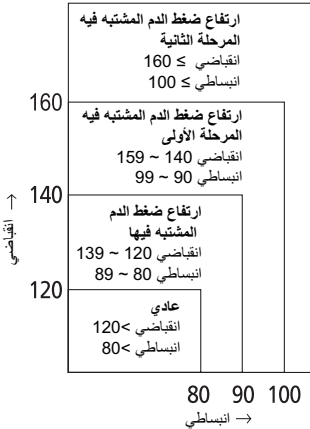 ارتفاع ضغط الدم المشتبه فيه
المرحلة الثانية
انقباضي ≥ 160
انبساطي ≥ 100
160
ارتفاع ضغط الدم المشتبه فيه
المرحلة الأولى
انقباضي 140 ~ 159
انبساطي 90 ~ 99
140
ارتفاع ضغط الدم
المشتبه فيها
انقباضي 120 ~ 139
انبساطي 80 ~ 89
120
عادي
انقباضي >120
انبساطي >80
انقباضي →
80 90 100
→ انبساطي